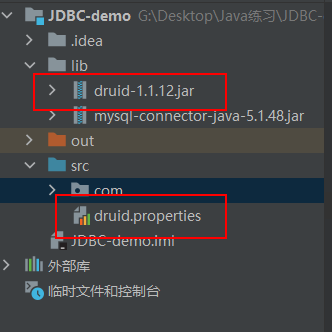 JDBC-demo G:\Desktop\Java练习\JDBC-
.idea
lib
druid-1.1.12.jar
mysql-connector-java-5.1.48.jar
out
src
com
druid.properties
JDBC-demo.iml
外部库
临时文件和控制台